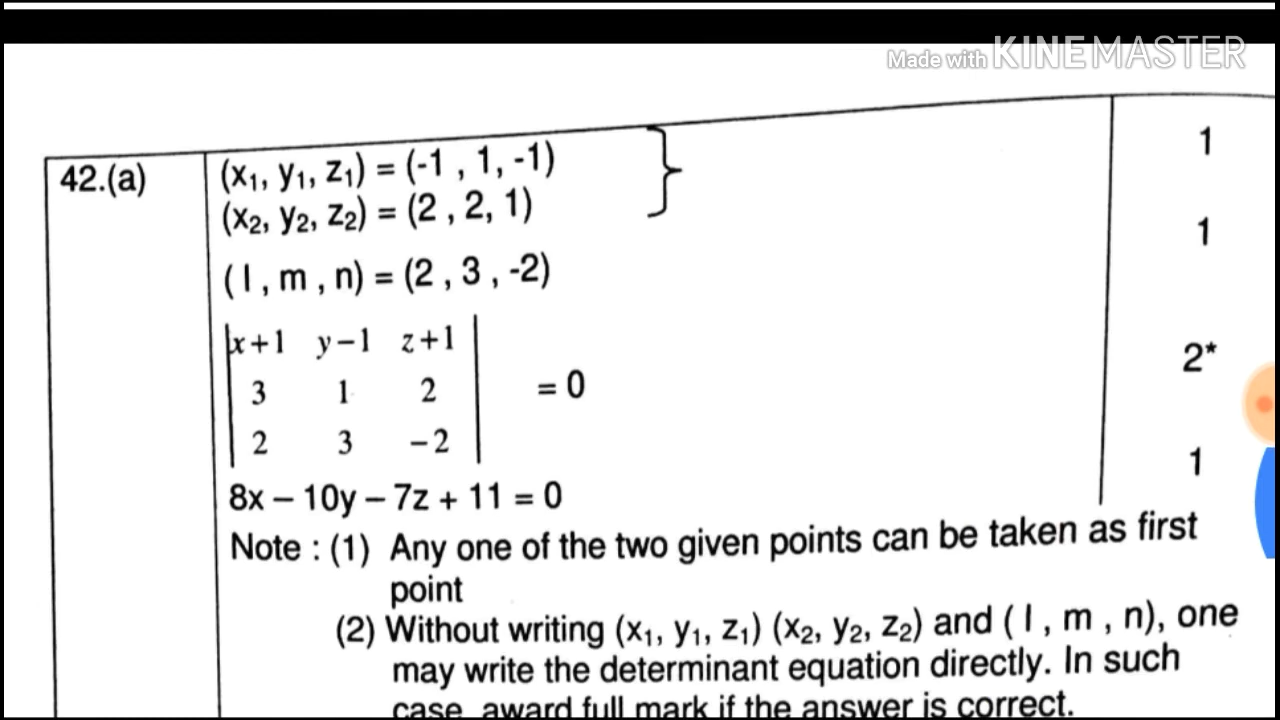 Made with KINEMASTER
42.(a) (x₁, y₁, z₁) = (-1 , 1, -1) } 1
(x₂, y₂, z₂) = (2 , 2, 1)
1
( l , m , n) = (2 , 3 , -2)
|x+1 y−1 z+1|
|3 1 2| = 0 2*
|2 3 −2|
1
8x – 10y – 7z + 11 = 0
Note : (1) Any one of the two given points can be taken as first
point
(2) Without writing (x₁, y₁, z₁) (x₂, y₂, z₂) and ( l , m , n), one
may write the determinant equation directly. In such
case, award full mark if the answer is correct.